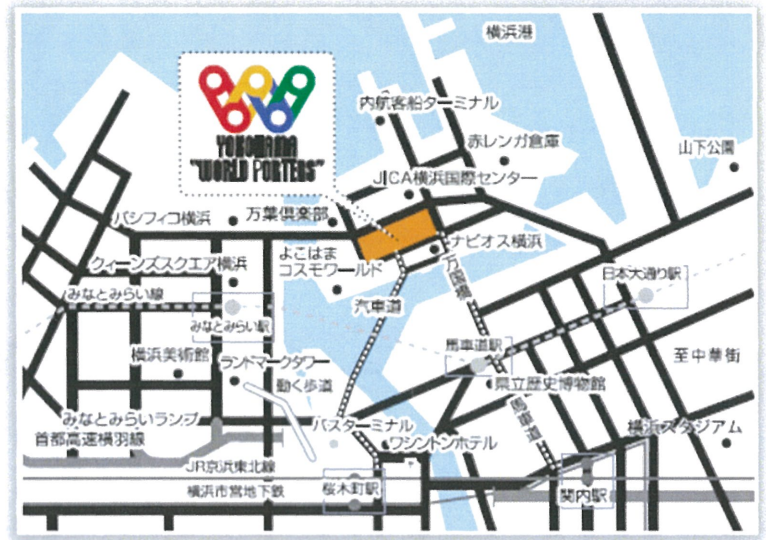 横浜港
内航客船ターミナル
YOKOHAMA
"WORLD PORTERS"
赤レンガ倉庫
山下公園
JICA横浜国際センター
パシフィコ横浜
万葉倶楽部
ナビオス横浜
よこはま
コスモワールド
万国橋
クィーンズスクエア横浜
日本大通り駅
みなとみらい線
汽車道
みなとみらい駅
馬車道駅
横浜美術館
ランドマークタワー
至中華街
動く歩道
県立歴史博物館
馬車道
みなとみらいランプ
バスターミナル
横浜スタジアム
首都高速横羽線
ワシントンホテル
JR京浜東北線
横浜市営地下鉄
桜木町駅
関内駅